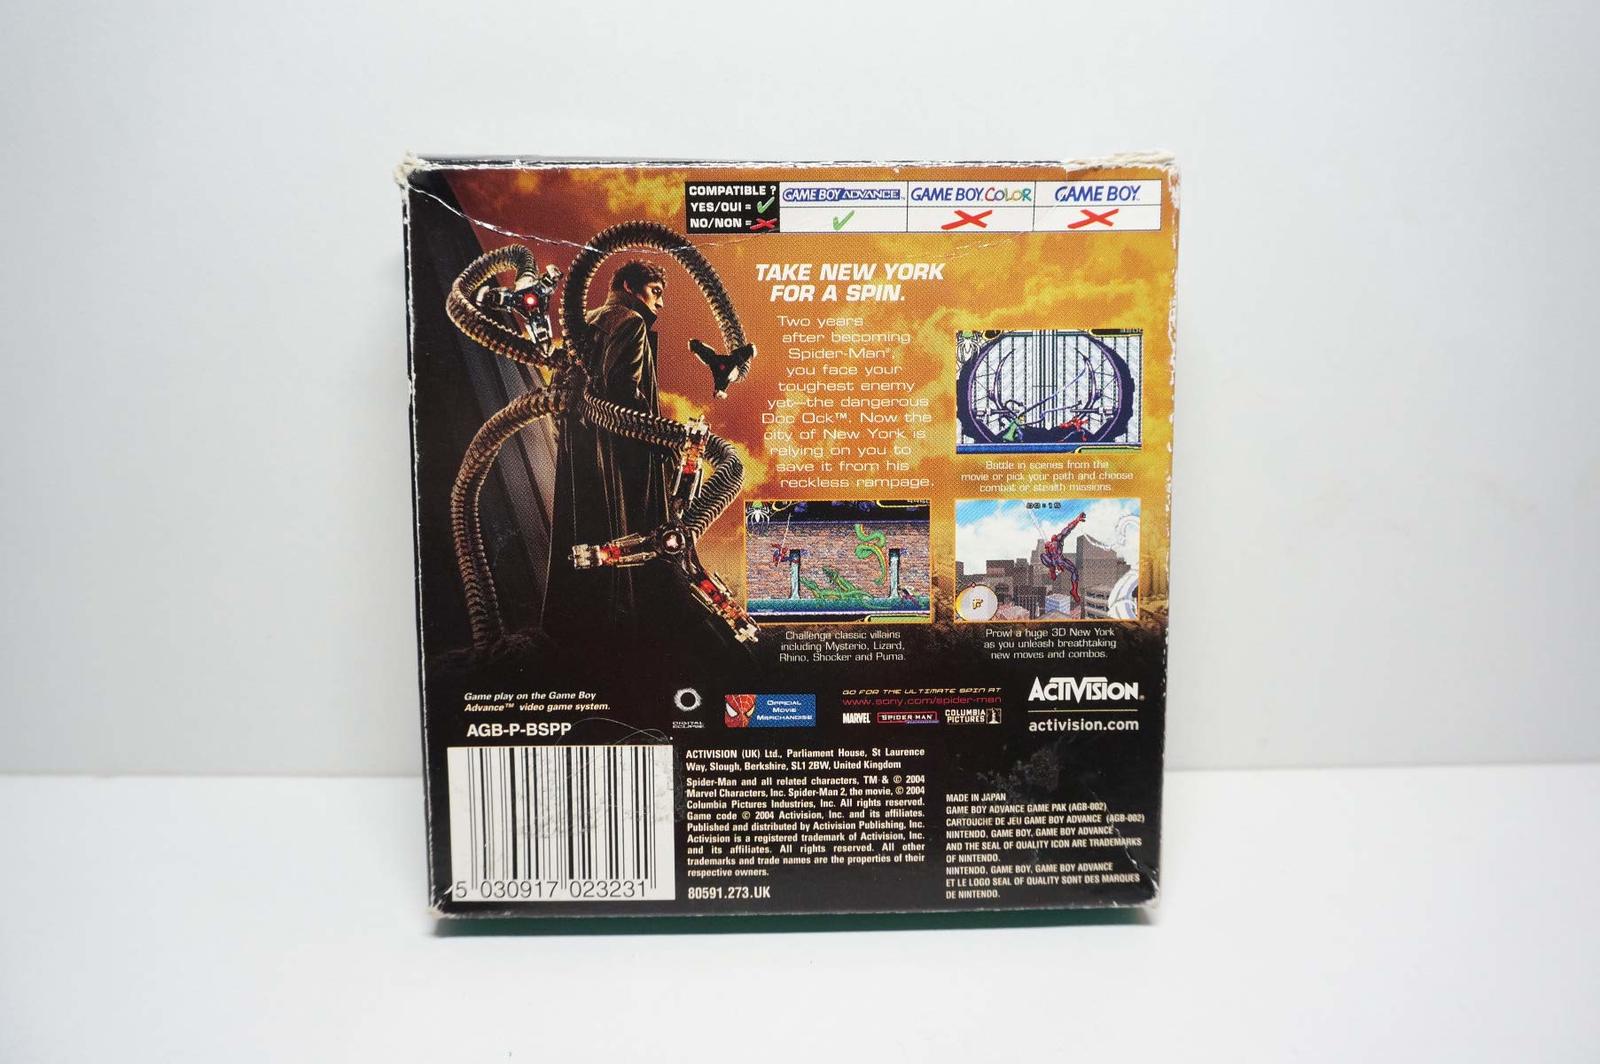 COMPATIBLE ?
YES/OUI =
NO/NON =
GAME BOY ADVANCE
GAME BOY COLOR
GAME BOY
TAKE NEW YORK
FOR A SPIN.
Two years
after becoming
Spider-Man®,
you face your
toughest enemy
yet—the dangerous
Doc Ock™. Now the
city of New York is
relying on you to
save it from his
reckless rampage.
Battle in scenes from the
movie or pick your path and choose
combat or stealth missions.
Challenge classic villains
including Mysterio, Lizard,
Rhino, Shocker and Puma.
00:15
Prowl a huge 3D New York
as you unleash breathtaking
new moves and combos.
Game play on the Game Boy
Advance™ video game system.
AGB-P-BSPP
DIGITAL
ECLIPSE
OFFICIAL
MOVIE
MERCHANDISE
GO FOR THE ULTIMATE SPIN AT
www.sony.com/spider-man
MARVEL
SPIDER-MAN
COLUMBIA
PICTURES
ACTIVISION®
activision.com
5 030917 023231
ACTIVISION (UK) Ltd., Parliament House, St Laurence
Way, Slough, Berkshire, SL1 2BW, United Kingdom
Spider-Man and all related characters, TM & © 2004
Marvel Characters, Inc. Spider-Man 2, the movie, © 2004
Columbia Pictures Industries, Inc. All rights reserved.
Game code © 2004 Activision, Inc. and its affiliates.
Published and distributed by Activision Publishing, Inc.
Activision is a registered trademark of Activision, Inc.
and its affiliates. All rights reserved. All other
trademarks and trade names are the properties of their
respective owners.
80591.273.UK
MADE IN JAPAN
GAME BOY ADVANCE GAME PAK (AGB-002)
CARTOUCHE DE JEU GAME BOY ADVANCE (AGB-002)
NINTENDO, GAME BOY, GAME BOY ADVANCE
AND THE SEAL OF QUALITY ICON ARE TRADEMARKS
OF NINTENDO.
NINTENDO, GAME BOY, GAME BOY ADVANCE
ET LE LOGO SEAL OF QUALITY SONT DES MARQUES
DE NINTENDO.